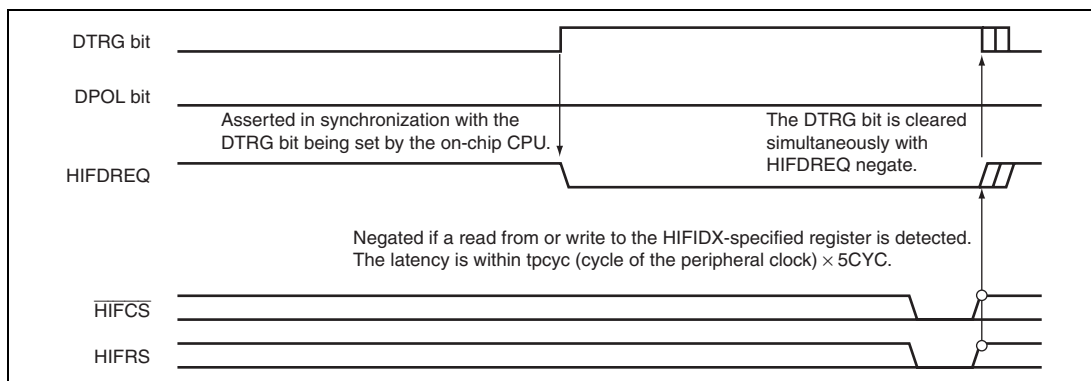 DTRG bit
DPOL bit
Asserted in synchronization with the
DTRG bit being set by the on-chip CPU.
The DTRG bit is cleared
simultaneously with
HIFDREQ negate.
HIFDREQ
Negated if a read from or write to the HIFIDX-specified register is detected.
The latency is within tpcyc (cycle of the peripheral clock) × 5CYC.
HIFCS
HIFRS